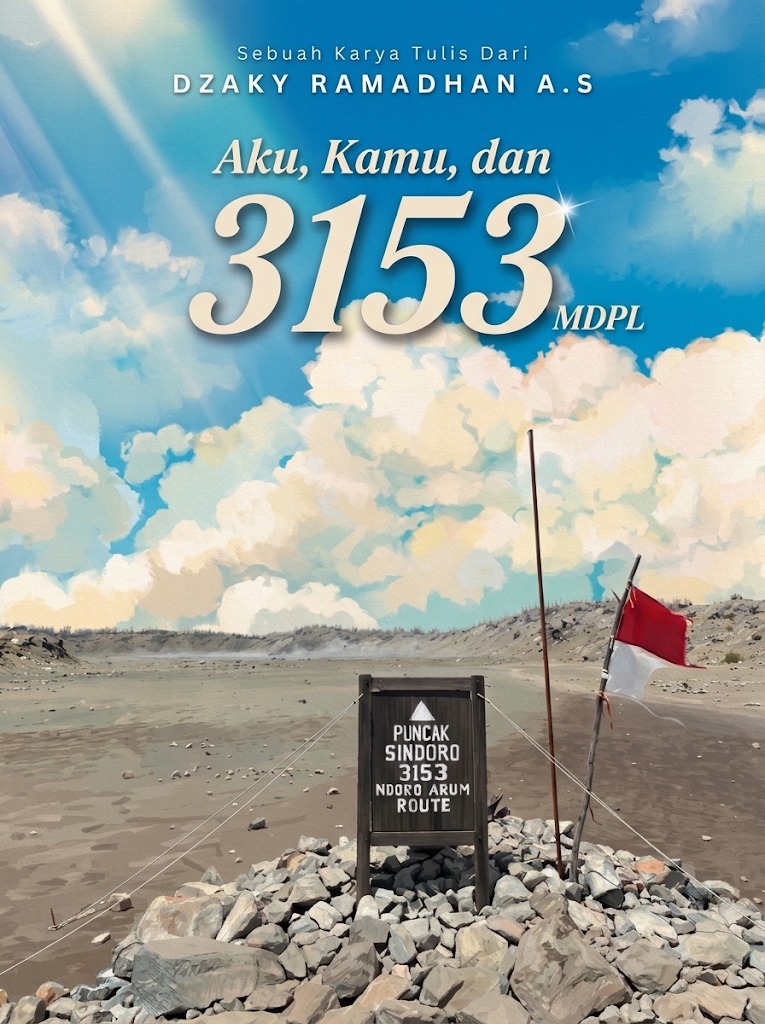 Sebuah Karya Tulis Dari
DZAKY RAMADHAN A.S
Aku, Kamu, dan
3153
MDPL
PUNCAK
SINDORO
3153
NDORO ARUM
ROUTE